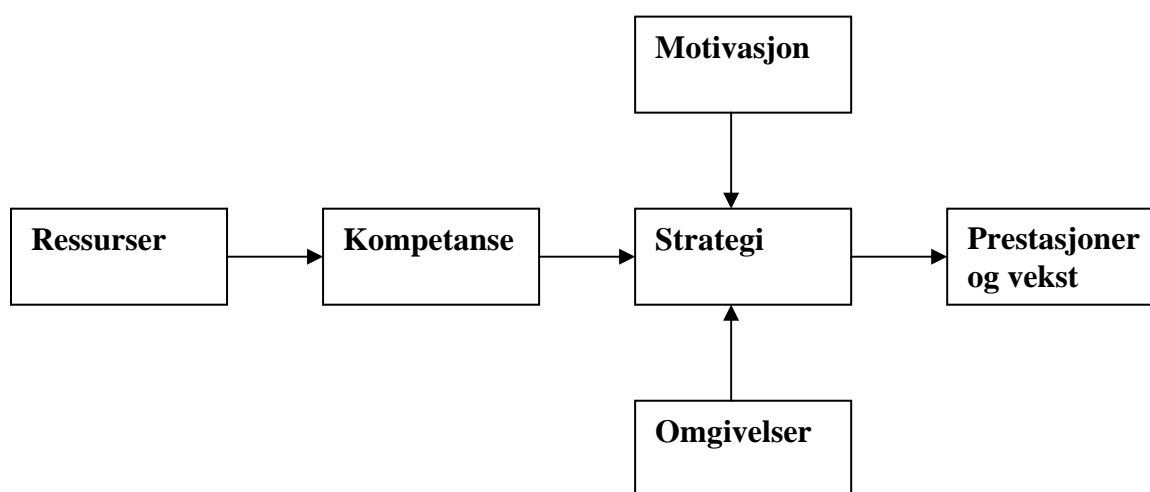 Motivasjon
Ressurser
Kompetanse
Strategi
Prestasjoner
og vekst
Omgivelser